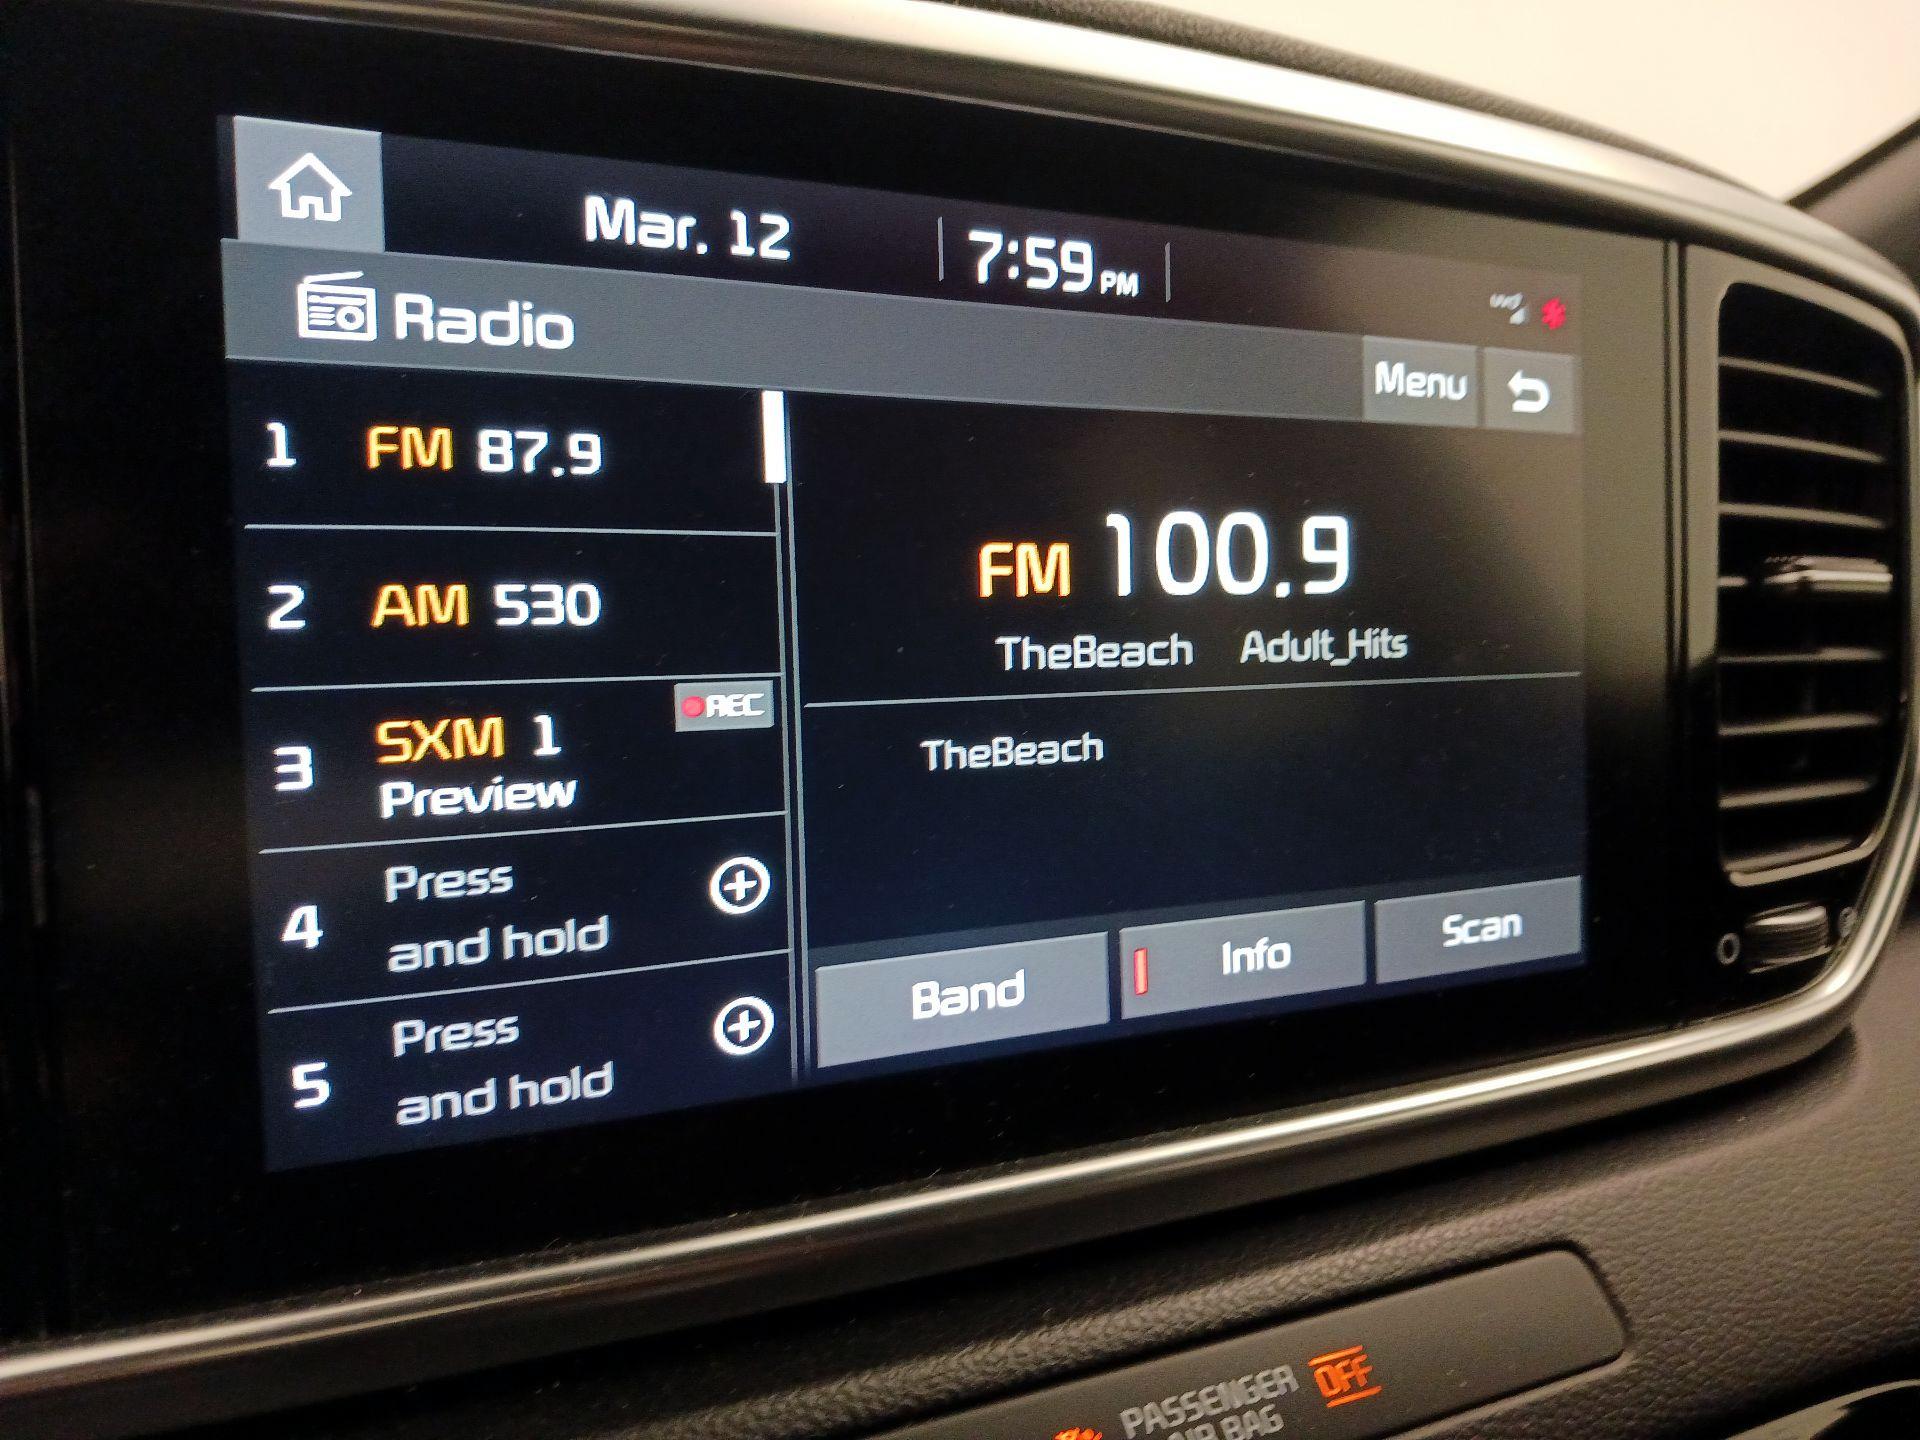 Mar. 12
7:59 PM
Radio
Menu
1 FM 87.9
2 AM 530
3 SXM 1
REC
Preview
4 Press
and hold
5 Press
and hold
FM 100.9
TheBeach Adult_Hits
TheBeach
Band
Info
Scan
PASSENGER
AIR BAG
OFF